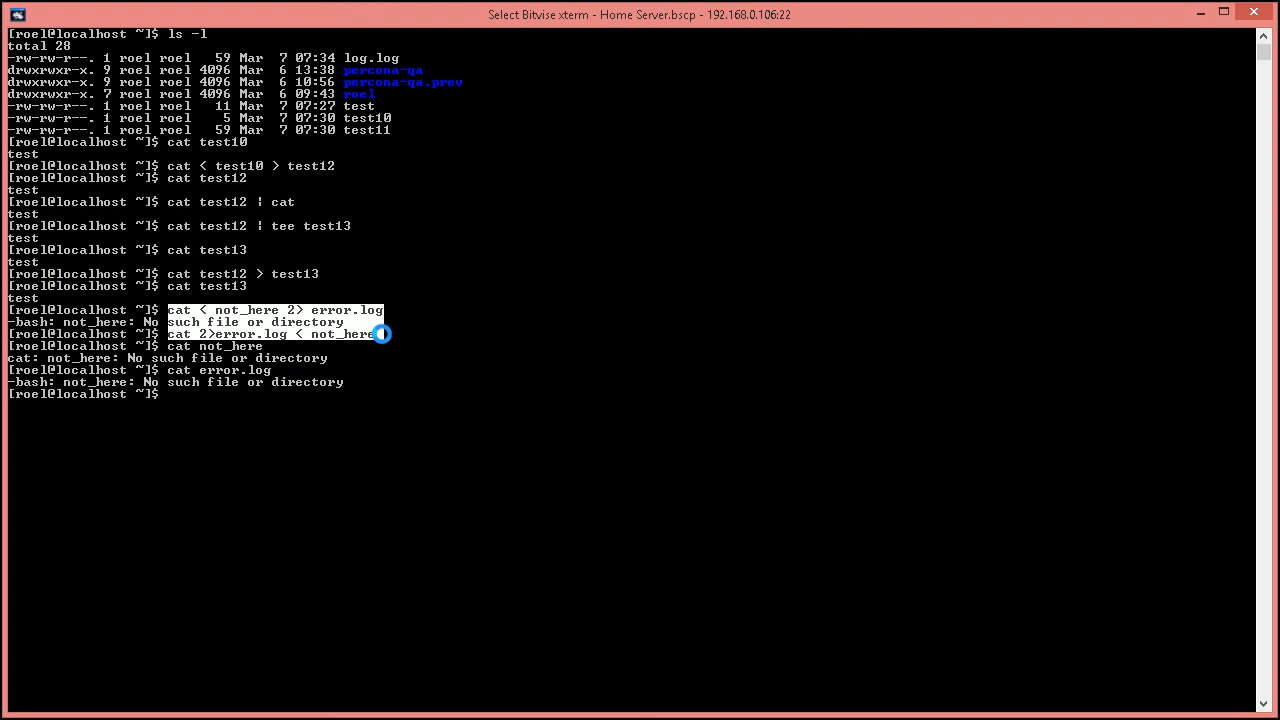 Select Bitvise xterm - Home Server.bscp - 192.168.0.106:22
[roel@localhost ~]$ ls -l
total 28
-rw-rw-r--. 1 roel roel   59 Mar  7 07:34 log.log
drwxrwxr-x. 9 roel roel 4096 Mar  6 13:38 percona-qa
drwxrwxr-x. 9 roel roel 4096 Mar  6 10:56 percona-qa.prev
drwxrwxr-x. 7 roel roel 4096 Mar  6 09:43 roel
-rw-rw-r--. 1 roel roel   11 Mar  7 07:27 test
-rw-rw-r--. 1 roel roel    5 Mar  7 07:30 test10
-rw-rw-r--. 1 roel roel   59 Mar  7 07:30 test11
[roel@localhost ~]$ cat test10
test
[roel@localhost ~]$ cat < test10 > test12
[roel@localhost ~]$ cat test12
test
[roel@localhost ~]$ cat test12 | cat
test
[roel@localhost ~]$ cat test12 | tee test13
test
[roel@localhost ~]$ cat test13
test
[roel@localhost ~]$ cat test12 > test13
[roel@localhost ~]$ cat test13
test
[roel@localhost ~]$ cat < not_here 2> error.log
-bash: not_here: No such file or directory
[roel@localhost ~]$ cat 2>error.log < not_here
[roel@localhost ~]$ cat not_here
cat: not_here: No such file or directory
[roel@localhost ~]$ cat error.log
-bash: not_here: No such file or directory
[roel@localhost ~]$